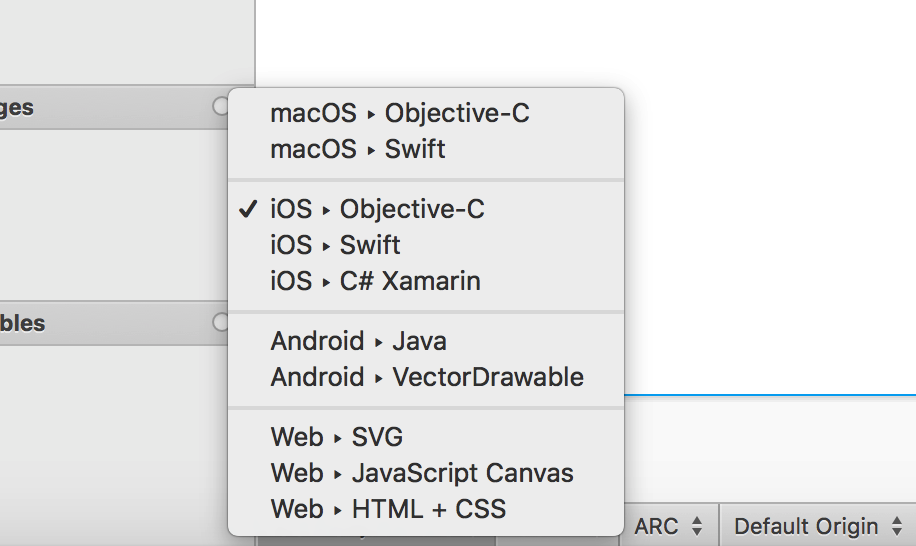 ges
macOS ▸ Objective-C
macOS ▸ Swift
✓ iOS ▸ Objective-C
iOS ▸ Swift
iOS ▸ C# Xamarin
bles
Android ▸ Java
Android ▸ VectorDrawable
Web ▸ SVG
Web ▸ JavaScript Canvas
Web ▸ HTML + CSS
ARC
Default Origin